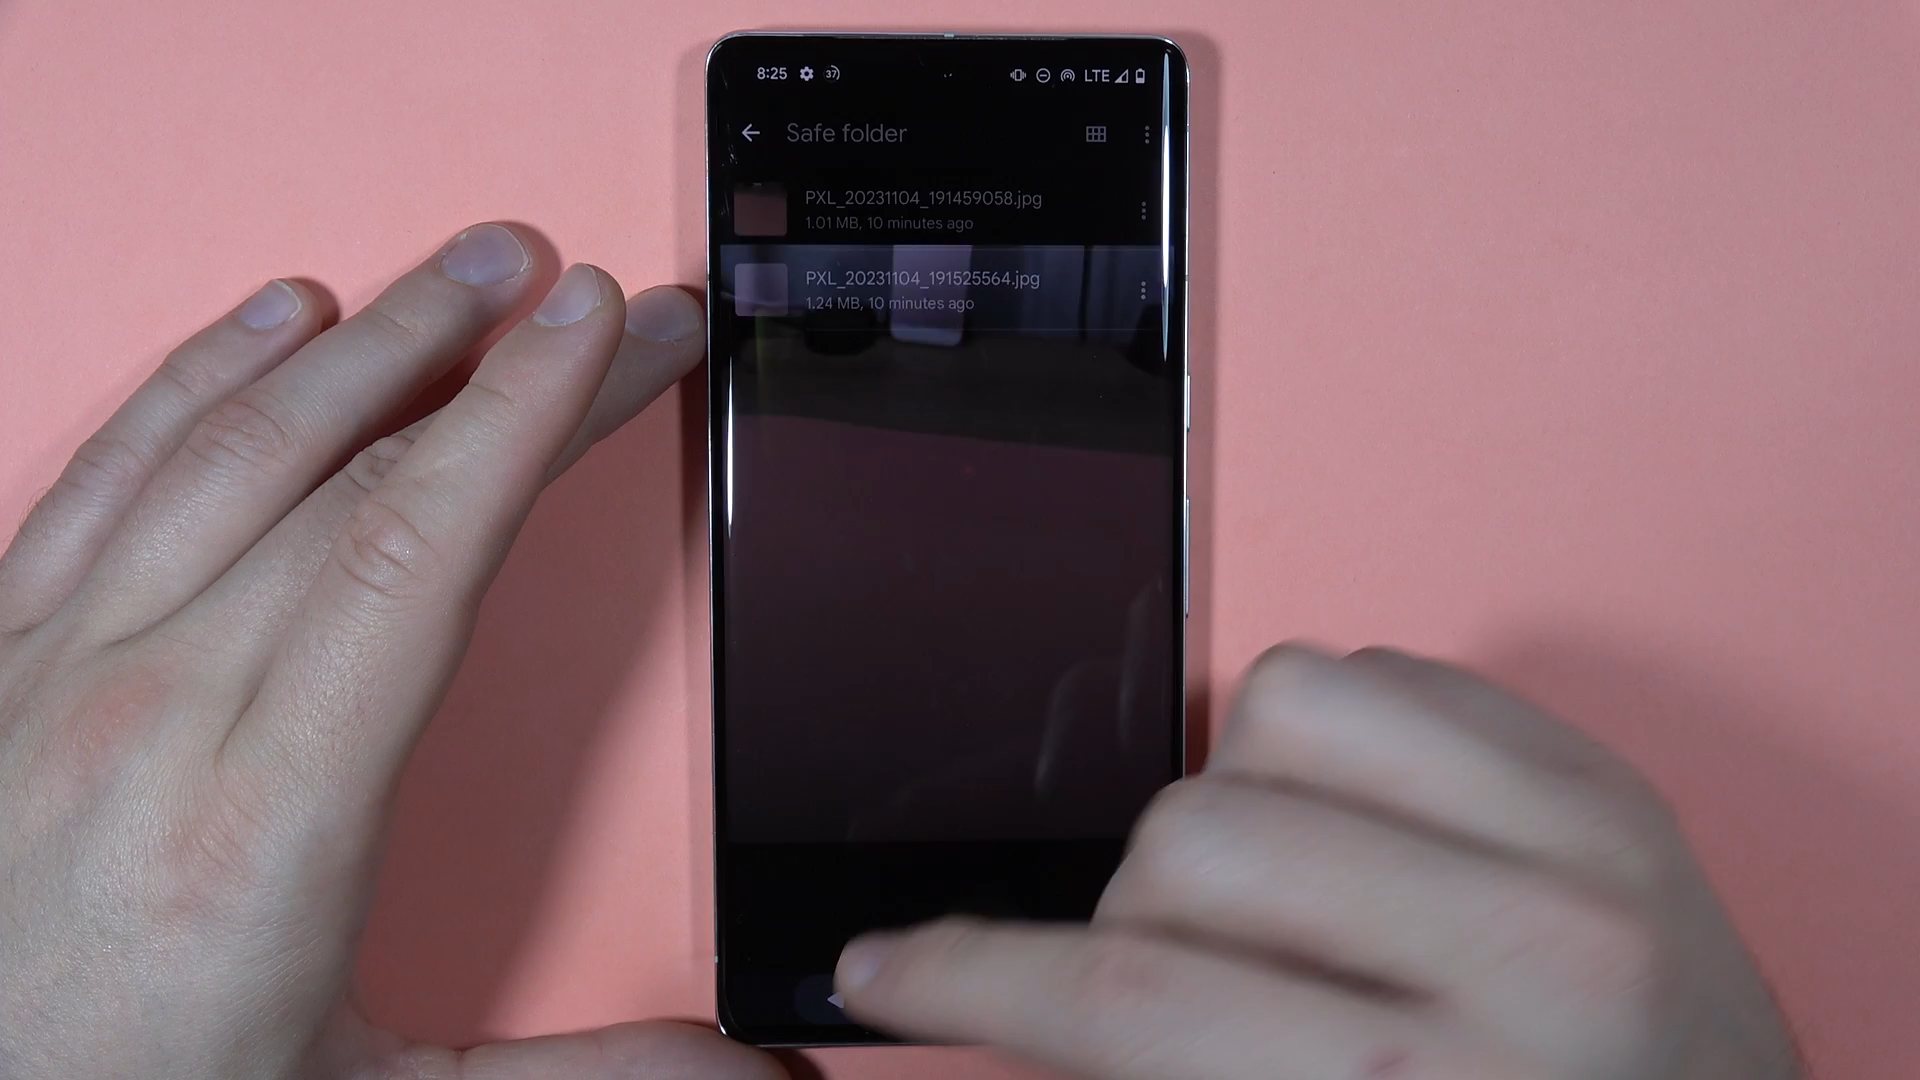 8:25 37 LTE
Safe folder
PXL_20231104_191459058.jpg
1.01 MB, 10 minutes ago
PXL_20231104_191525564.jpg
1.24 MB, 10 minutes ago